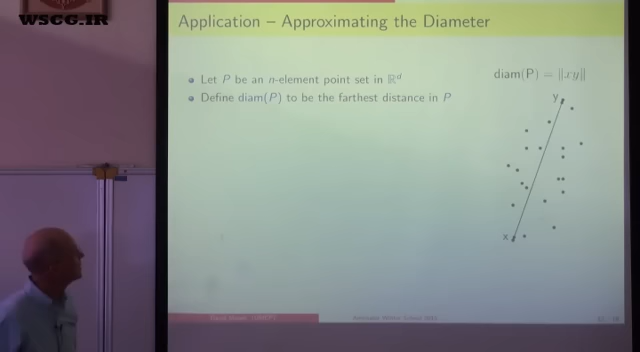 WSCG.IR
Application – Approximating the Diameter
• Let P be an n-element point set in ℝᵈ
• Define diam(P) to be the farthest distance in P
diam(P) = ‖xy‖
y
x